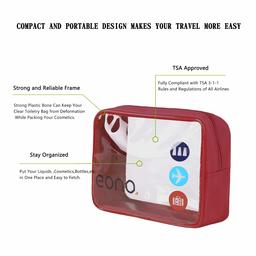 COMPACT AND PORTABLE DESIGN MAKES YOUR TRAVEL MORE EASY
TSA Approved
Fully Compliant with TSA 3-1-1
Rules and Regulations of All Airlines
Strong and Reliable Frame
Strong Plastic Bone Can Keep Your
Clear Toiletry Bag from Deformation
While Packing Your Cosmetics
Stay Organized
Put Your Liquids, ,Cosmetics,Bottles,etc
in One Place and Easy to Fetch
eono